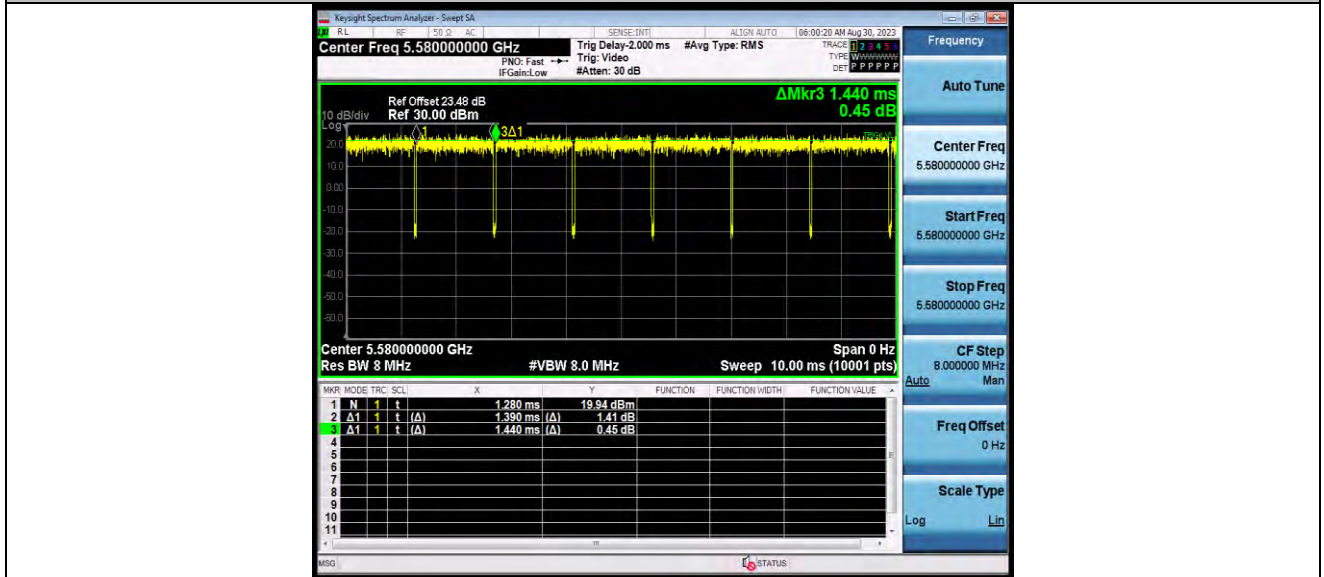 Keysight Spectrum Analyzer - Swept SA
RL RF 50 Ω AC SENSE:INT ALIGN AUTO 06:00:20 AM Aug 30, 2023
Center Freq 5.580000000 GHz
PNO: Fast
IFGain:Low
Trig Delay-2.000 ms
Trig: Video
#Atten: 30 dB
#Avg Type: RMS
TRACE 1 2 3 4 5 6
TYPE WWWWWW
DET P P P P P P
ΔMkr3 1.440 ms
0.45 dB
Ref Offset 23.48 dB
10 dB/div Ref 30.00 dBm
Log
1
3Δ1
20.0
10.0
0.00
-10.0
-20.0
-30.0
-40.0
-50.0
-60.0
Center 5.580000000 GHz Span 0 Hz
Res BW 8 MHz #VBW 8.0 MHz Sweep 10.00 ms (10001 pts)
MKR MODE TRC SCL X Y FUNCTION FUNCTION WIDTH FUNCTION VALUE
1 N 1 t 1.280 ms 19.94 dBm
2 Δ1 1 t (Δ) 1.390 ms (Δ) 1.41 dB
3 Δ1 1 t (Δ) 1.440 ms (Δ) 0.45 dB
4
5
6
7
8
9
10
11
MSG STATUS
Frequency
Auto Tune
Center Freq
5.580000000 GHz
Start Freq
5.580000000 GHz
Stop Freq
5.580000000 GHz
CF Step
8.000000 MHz
Auto Man
Freq Offset
0 Hz
Scale Type
Log Lin